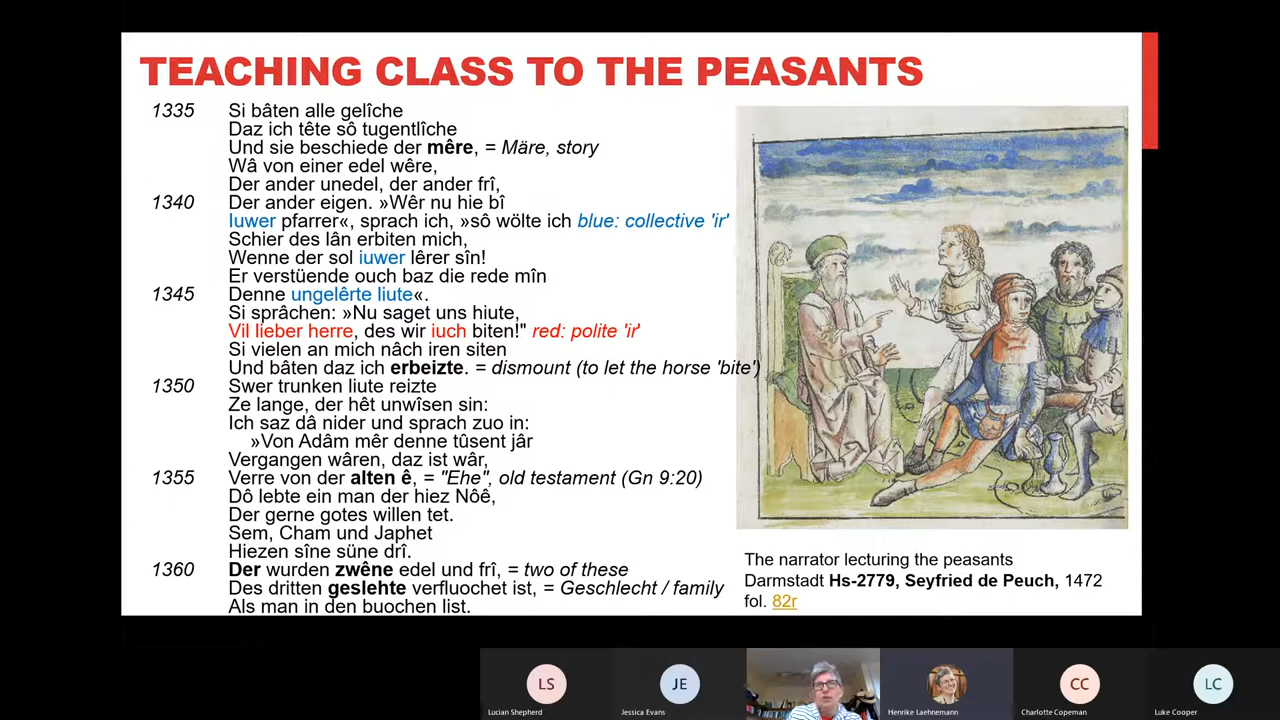 TEACHING CLASS TO THE PEASANTS
1335 Si bâten alle gelîche
Daz ich tête sô tugentlîche
Und sie beschiede der mêre, = Märe, story
Wâ von einer edel wêre,
Der ander unedel, der ander frî,
1340 Der ander eigen. »Wêr nu hie bî
Iuwer pfarrer«, sprach ich, »sô wölte ich blue: collective 'ir'
Schier des lân erbiten mich,
Wenne der sol iuwer lêrer sîn!
Er verstüende ouch baz die rede mîn
1345 Denne ungelêrte liute«.
Si sprâchen: »Nu saget uns hiute,
Vil lieber herre, des wir iuch biten!" red: polite 'ir'
Si vielen an mich nâch iren siten
Und bâten daz ich erbeizte. = dismount (to let the horse 'bite')
1350 Swer trunken liute reizte
Ze lange, der hêt unwîsen sin:
Ich saz dâ nider und sprach zuo in:
»Von Adâm mêr denne tûsent jâr
Vergangen wâren, daz ist wâr,
1355 Verre von der alten ê, = "Ehe", old testament (Gn 9:20)
Dô lebte ein man der hiez Nôê,
Der gerne gotes willen tet.
Sem, Cham und Japhet
Hiezen sîne süne drî.
1360 Der wurden zwêne edel und frî, = two of these
Des dritten geslehte verfluochet ist, = Geschlecht / family
Als man in den buochen list.
The narrator lecturing the peasants
Darmstadt Hs-2779, Seyfried de Peuch, 1472
fol. 82r
LS
JE
CC
LC
Lucian Shepherd
Jessica Evans
Henrike Laehnemann
Charlotte Copeman
Luke Cooper